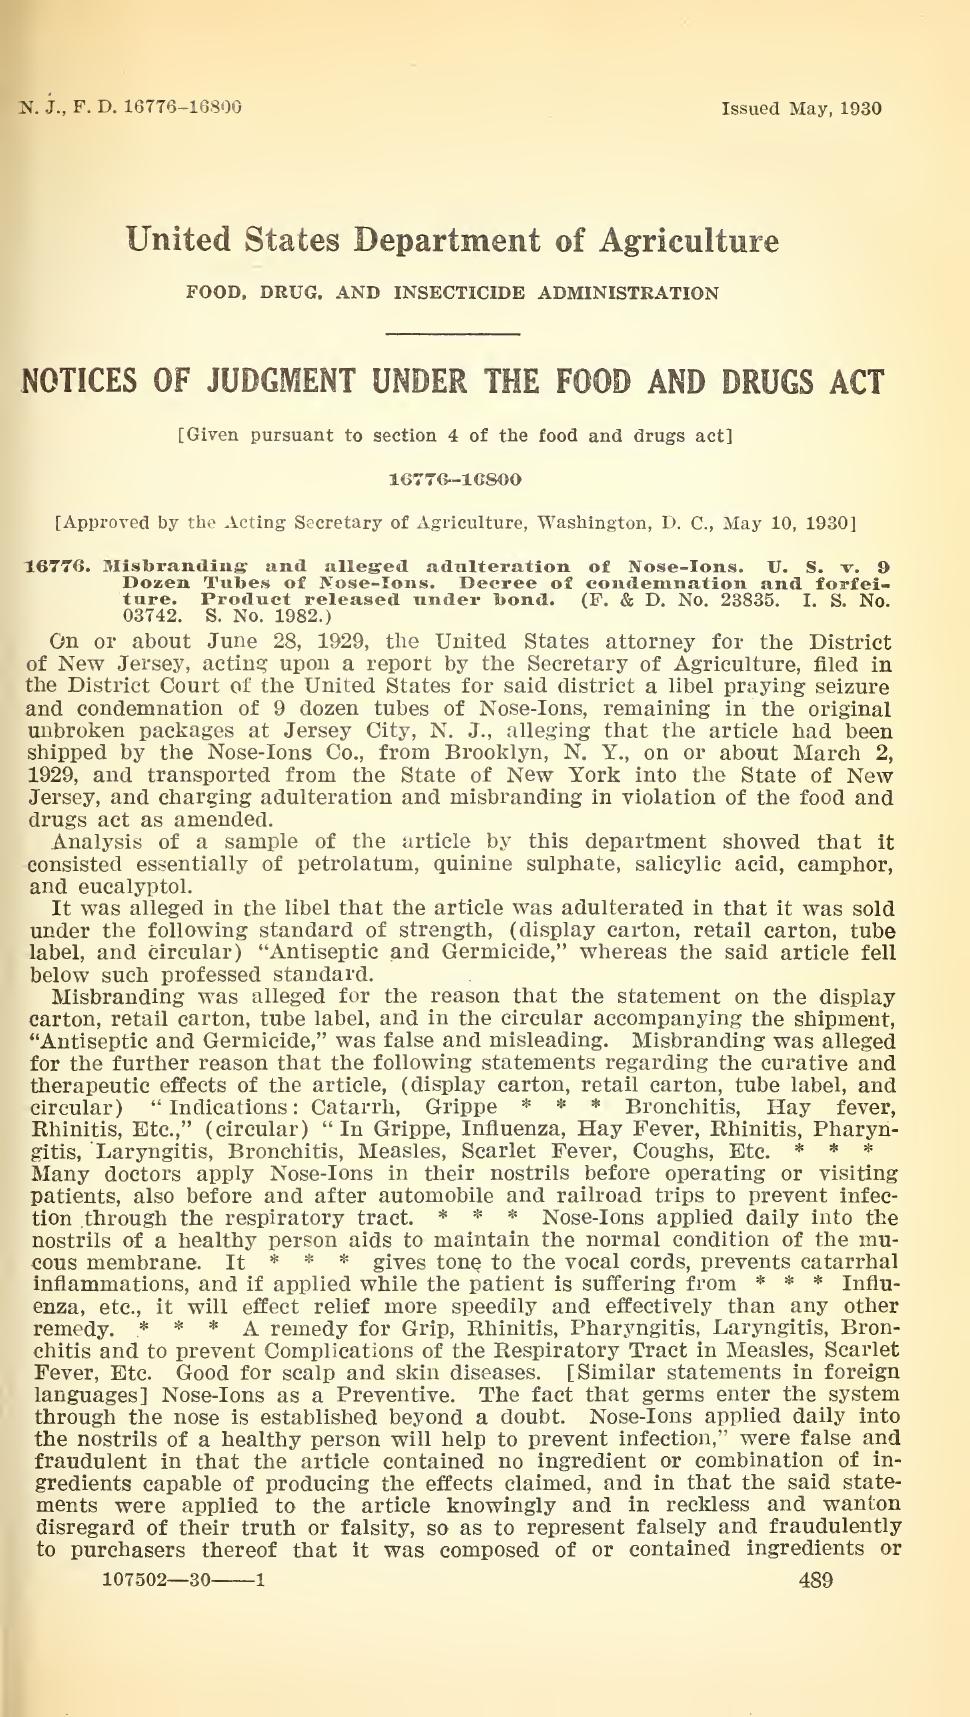 N. J., F. D. 16776–16800
Issued May, 1930
United States Department of Agriculture
FOOD, DRUG, AND INSECTICIDE ADMINISTRATION
NOTICES OF JUDGMENT UNDER THE FOOD AND DRUGS ACT
[Given pursuant to section 4 of the food and drugs act]
16776–16800
[Approved by the Acting Secretary of Agriculture, Washington, D. C., May 10, 1930]
16776. Misbranding and alleged adulteration of Nose-Ions. U. S. v. 9
Dozen Tubes of Nose-Ions. Decree of condemnation and forfei-
ture. Product released under bond. (F. & D. No. 23835. I. S. No.
03742. S. No. 1982.)
On or about June 28, 1929, the United States attorney for the District
of New Jersey, acting upon a report by the Secretary of Agriculture, filed in
the District Court of the United States for said district a libel praying seizure
and condemnation of 9 dozen tubes of Nose-Ions, remaining in the original
unbroken packages at Jersey City, N. J., alleging that the article had been
shipped by the Nose-Ions Co., from Brooklyn, N. Y., on or about March 2,
1929, and transported from the State of New York into the State of New
Jersey, and charging adulteration and misbranding in violation of the food and
drugs act as amended.
Analysis of a sample of the article by this department showed that it
consisted essentially of petrolatum, quinine sulphate, salicylic acid, camphor,
and eucalyptol.
It was alleged in the libel that the article was adulterated in that it was sold
under the following standard of strength, (display carton, retail carton, tube
label, and circular) “Antiseptic and Germicide,” whereas the said article fell
below such professed standard.
Misbranding was alleged for the reason that the statement on the display
carton, retail carton, tube label, and in the circular accompanying the shipment,
“Antiseptic and Germicide,” was false and misleading. Misbranding was alleged
for the further reason that the following statements regarding the curative and
therapeutic effects of the article, (display carton, retail carton, tube label, and
circular) “Indications: Catarrh, Grippe * * * Bronchitis, Hay fever,
Rhinitis, Etc.,” (circular) “In Grippe, Influenza, Hay Fever, Rhinitis, Pharyn-
gitis, Laryngitis, Bronchitis, Measles, Scarlet Fever, Coughs, Etc. * * *
Many doctors apply Nose-Ions in their nostrils before operating or visiting
patients, also before and after automobile and railroad trips to prevent infec-
tion through the respiratory tract. * * * Nose-Ions applied daily into the
nostrils of a healthy person aids to maintain the normal condition of the mu-
cous membrane. It * * * gives tone to the vocal cords, prevents catarrhal
inflammations, and if applied while the patient is suffering from * * * Influ-
enza, etc., it will effect relief more speedily and effectively than any other
remedy. * * * A remedy for Grip, Rhinitis, Pharyngitis, Laryngitis, Bron-
chitis and to prevent Complications of the Respiratory Tract in Measles, Scarlet
Fever, Etc. Good for scalp and skin diseases. [Similar statements in foreign
languages] Nose-Ions as a Preventive. The fact that germs enter the system
through the nose is established beyond a doubt. Nose-Ions applied daily into
the nostrils of a healthy person will help to prevent infection,” were false and
fraudulent in that the article contained no ingredient or combination of in-
gredients capable of producing the effects claimed, and in that the said state-
ments were applied to the article knowingly and in reckless and wanton
disregard of their truth or falsity, so as to represent falsely and fraudulently
to purchasers thereof that it was composed of or contained ingredients or
107502—30——1
489